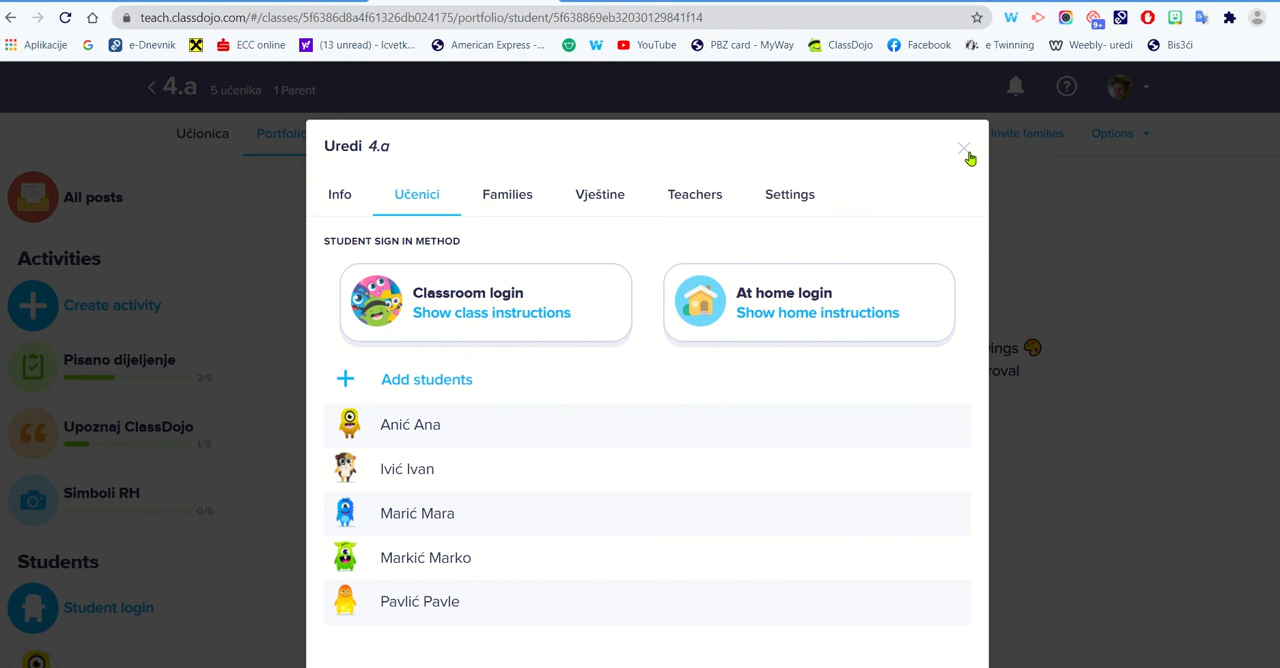 teach.classdojo.com/#/classes/5f6386d8a4f61326db024175/portfolio/student/5f638869eb32030129841f14
9+
Aplikacije
e-Dnevnik
ECC online
(13 unread) - Icvetk...
American Express -...
YouTube
PBZ card - MyWay
ClassDojo
Facebook
e Twinning
Weebly- uredi
Bis3ći
4.a 5 učenika 1 Parent
Učionica
Portfolio
Invite families
Options
Uredi 4.a
Info
Učenici
Families
Vještine
Teachers
Settings
STUDENT SIGN IN METHOD
Classroom login
Show class instructions
At home login
Show home instructions
Add students
Anić Ana
Ivić Ivan
Marić Mara
Markić Marko
Pavlić Pavle
All posts
Activities
Create activity
Pisano dijeljenje
2/5
Upoznaj ClassDojo
1/5
Simboli RH
0/5
Students
Student login